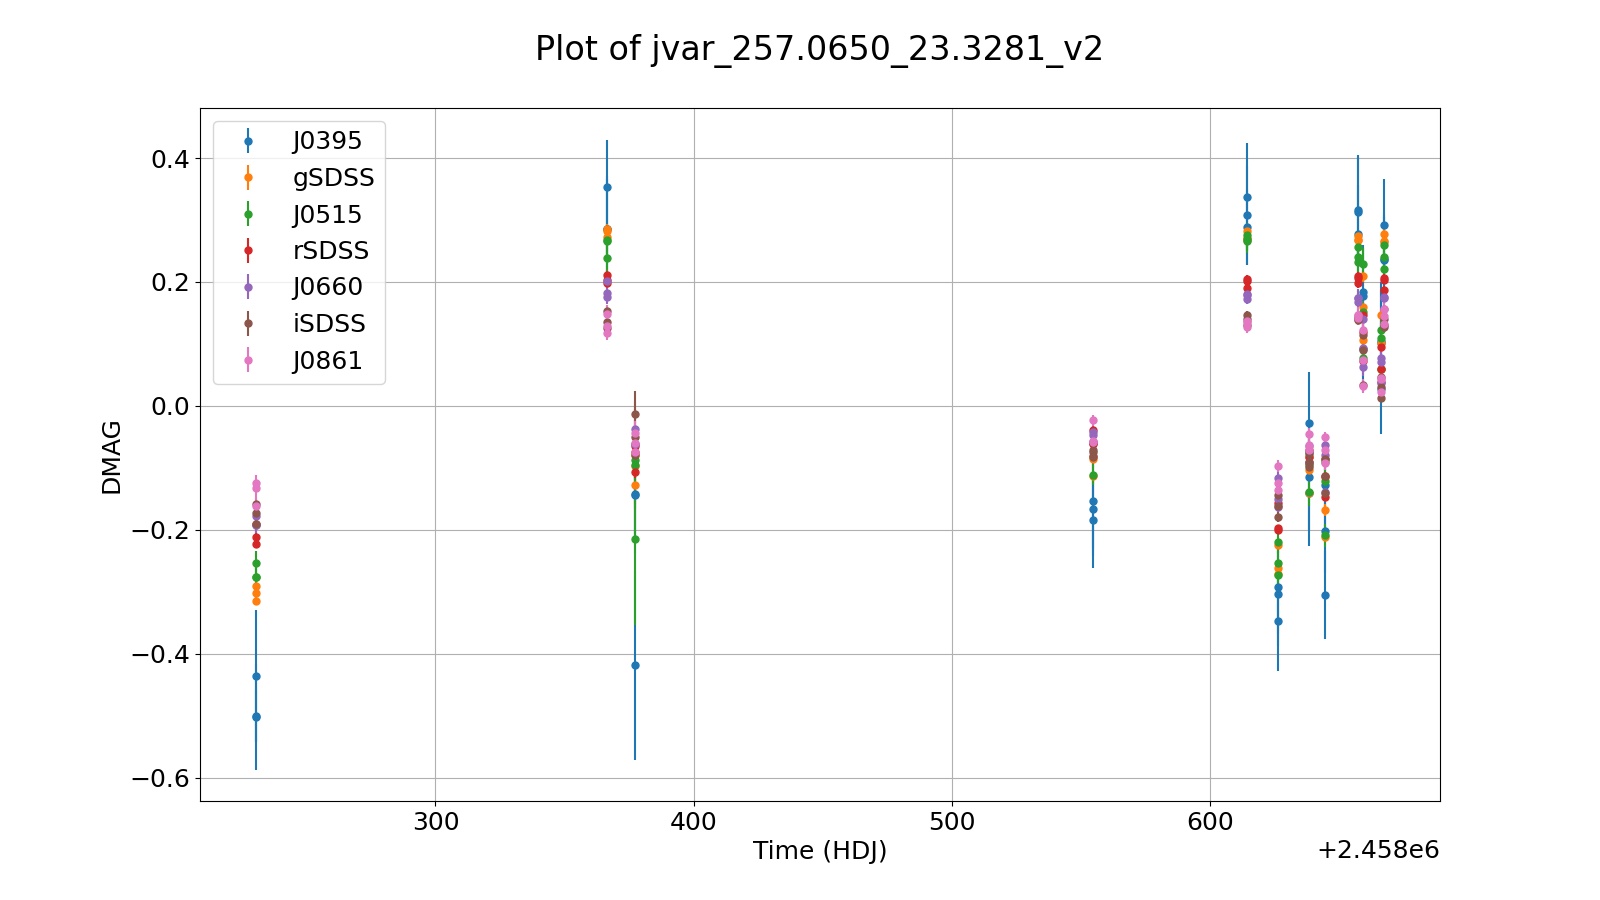 Plot of jvar_257.0650_23.3281_v2
J0395
gSDSS
J0515
rSDSS
J0660
iSDSS
J0861
DMAG
0.4
0.2
0.0
−0.2
−0.4
−0.6
300
400
500
600
Time (HDJ)
+2.458e6